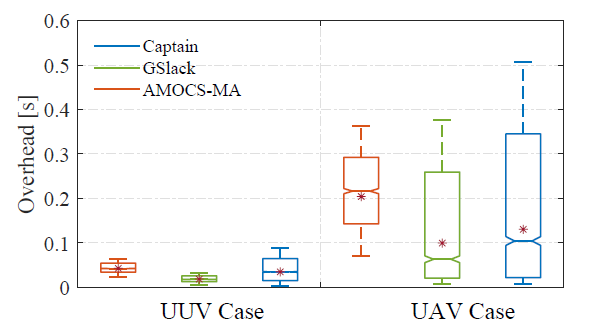 0.6
0.5
0.4
0.3
0.2
0.1
0
Overhead [s]
Captain
GSlack
AMOCS-MA
UUV Case
UAV Case